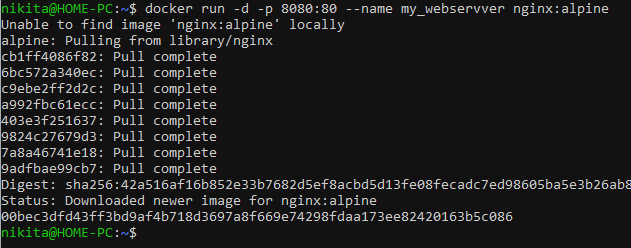 nikita@HOME-PC:~$ docker run -d -p 8080:80 --name my_webservver nginx:alpine
Unable to find image 'nginx:alpine' locally
alpine: Pulling from library/nginx
cb1ff4086f82: Pull complete
6bc572a340ec: Pull complete
c9ebe2ff2d2c: Pull complete
a992fbc61ecc: Pull complete
403e3f251637: Pull complete
9824c27679d3: Pull complete
7a8a46741e18: Pull complete
9adfbae99cb7: Pull complete
Digest: sha256:42a516af16b852e33b7682d5ef8acbd5d13fe08fecadc7ed98605ba5e3b26ab8
Status: Downloaded newer image for nginx:alpine
00bec3dfd43ff3bd9af4b718d3697a8f669e74298fdaa173ee82420163b5c086
nikita@HOME-PC:~$